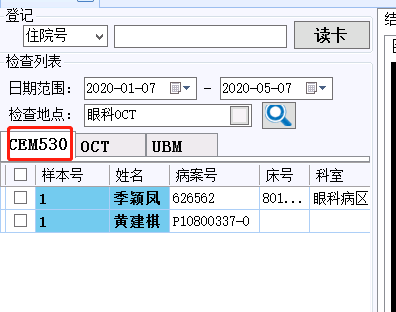 登记
住院号 读卡
检查列表
日期范围: 2020-01-07 - 2020-05-07
检查地点: 眼科OCT
CEM530 OCT UBM
样本号 姓名 病案号 床号 科室
1 季颖凤 626562 801... 眼科病区
1 黄建棋 P10800337-0